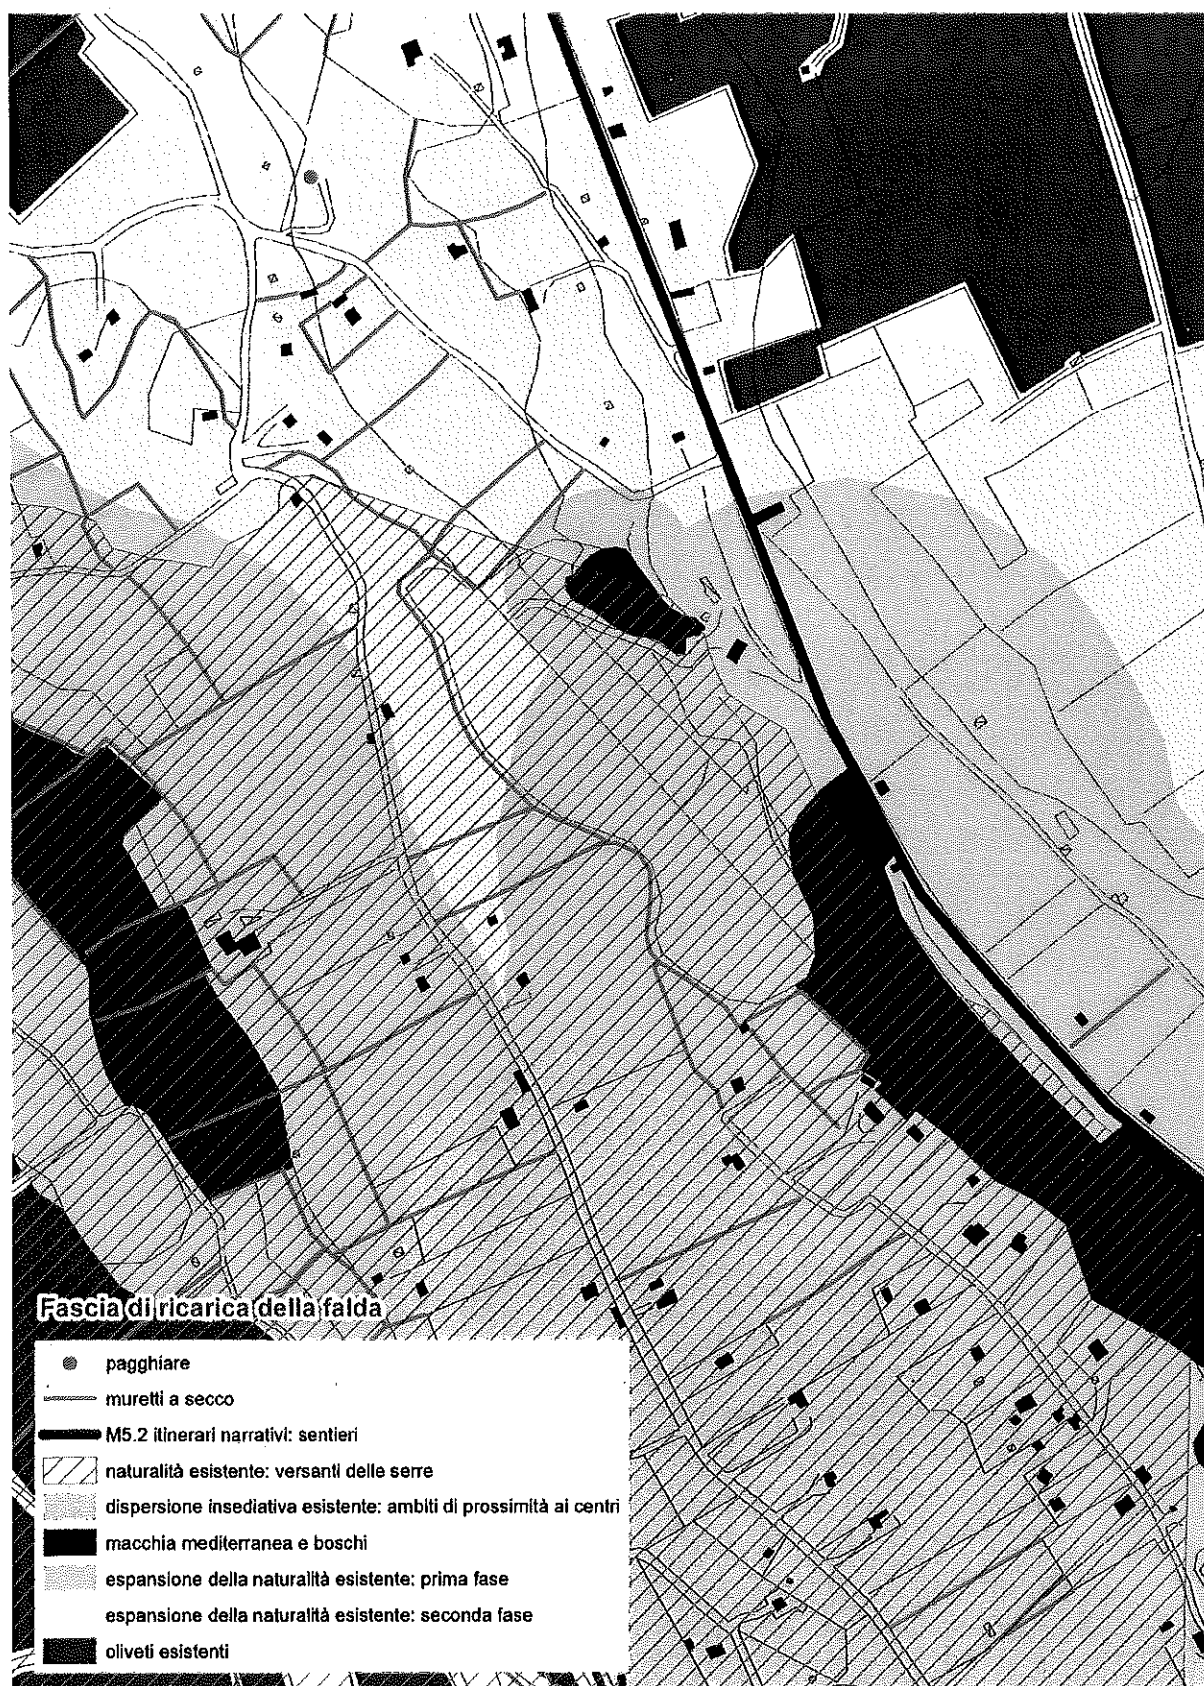 Fascia di ricarica della falda
pagghiare
muretti a secco
M5.2 itinerari narrativi: sentieri
naturalità esistente: versanti delle serre
dispersione insediativa esistente: ambiti di prossimità ai centri
macchia mediterranea e boschi
espansione della naturalità esistente: prima fase
espansione della naturalità esistente: seconda fase
oliveti esistenti